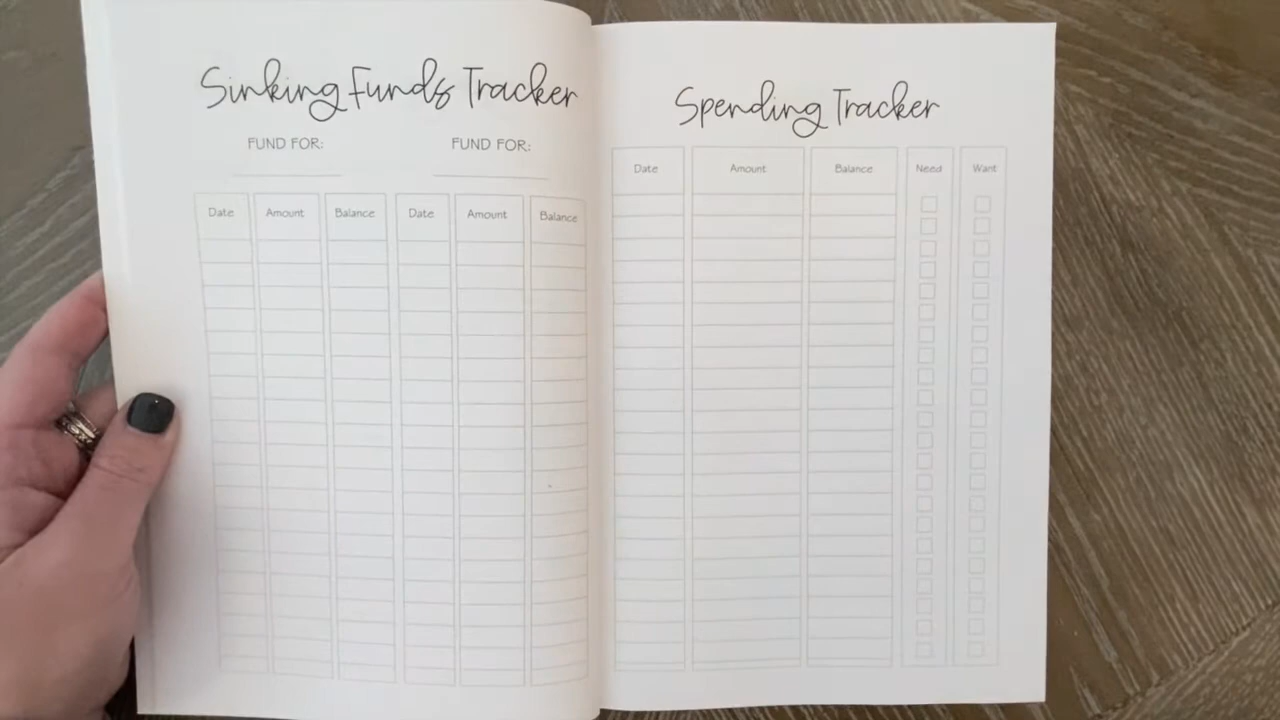 Sinking Funds Tracker
FUND FOR: FUND FOR:
Date Amount Balance Date Amount Balance
Spending Tracker
Date Amount Balance Need Want